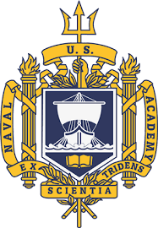 U. S.
NAVAL
ACADEMY
EX
SCIENTIA
TRIDENS